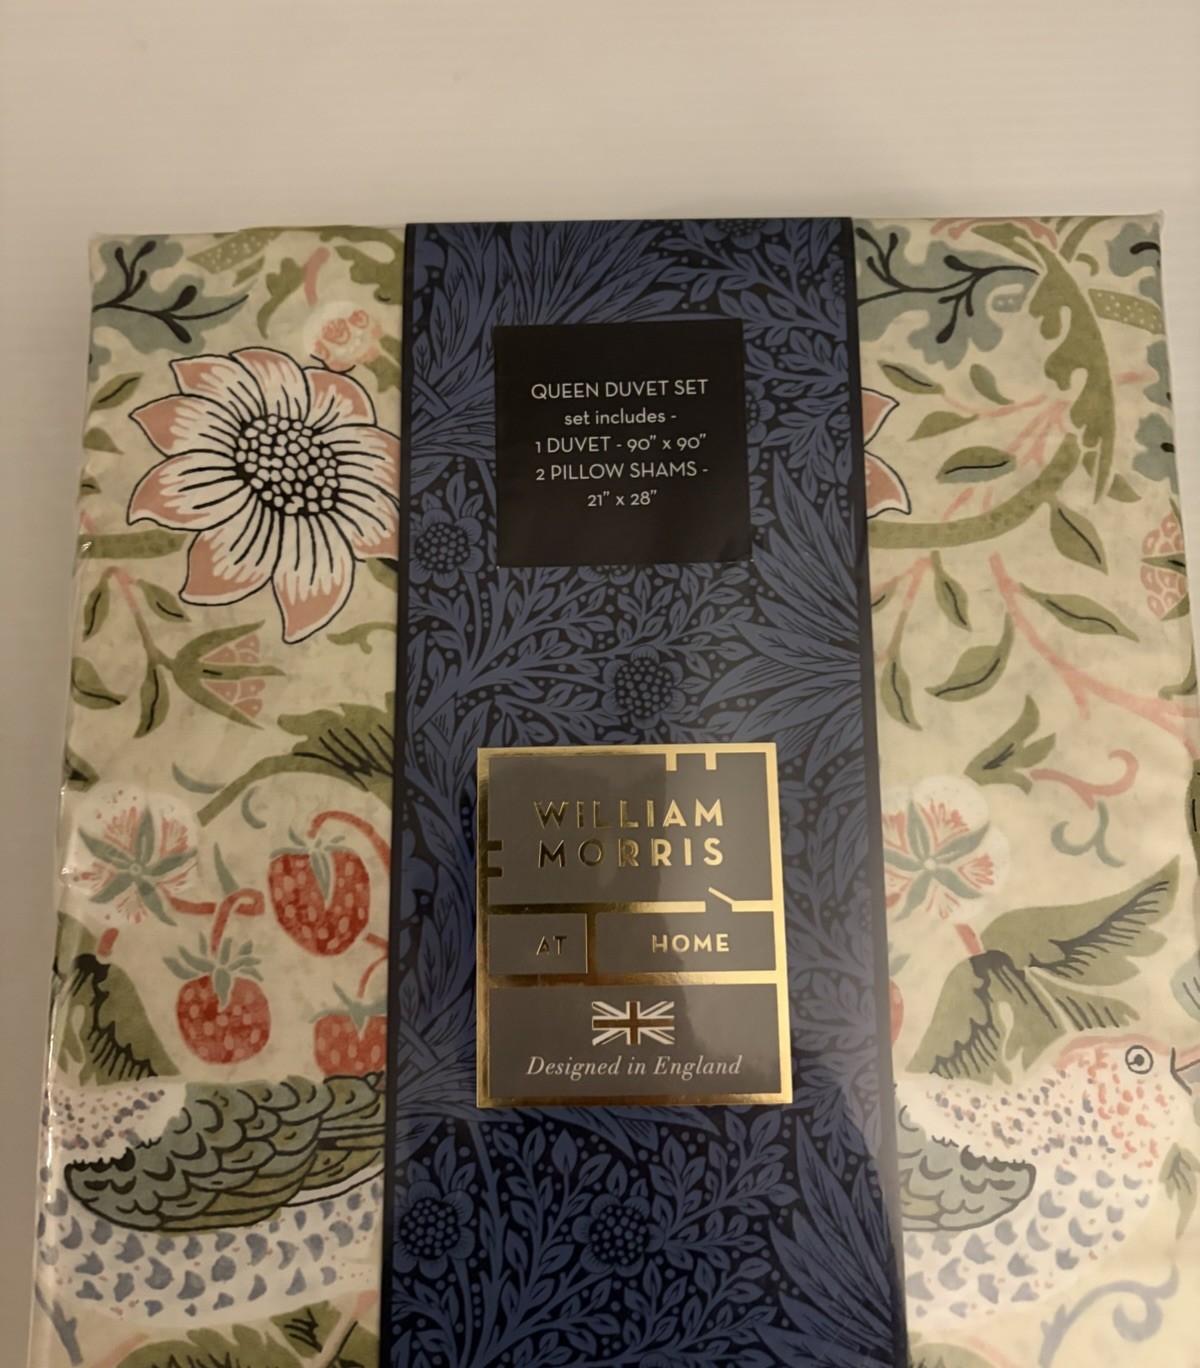 QUEEN DUVET SET
set includes -
1 DUVET - 90" x 90"
2 PILLOW SHAMS -
21" x 28"
WILLIAM
MORRIS
AT HOME
Designed in England